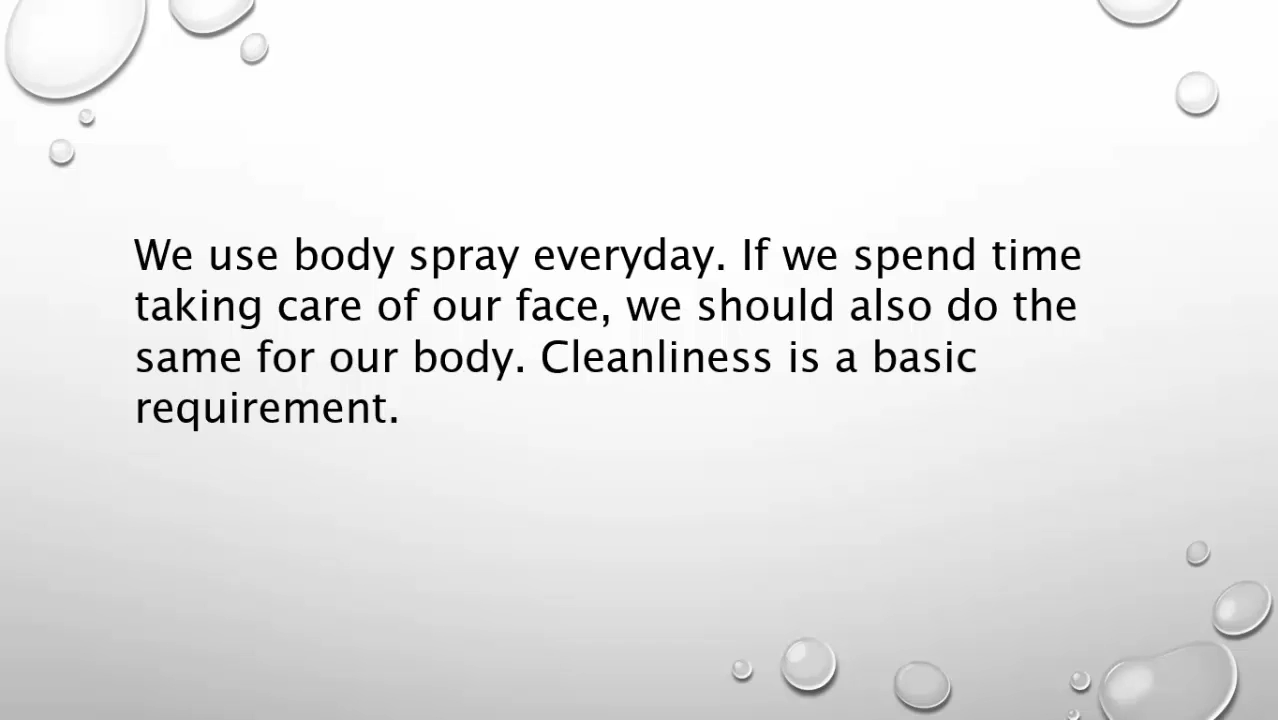 We use body spray everyday. If we spend time
taking care of our face, we should also do the
same for our body. Cleanliness is a basic
requirement.